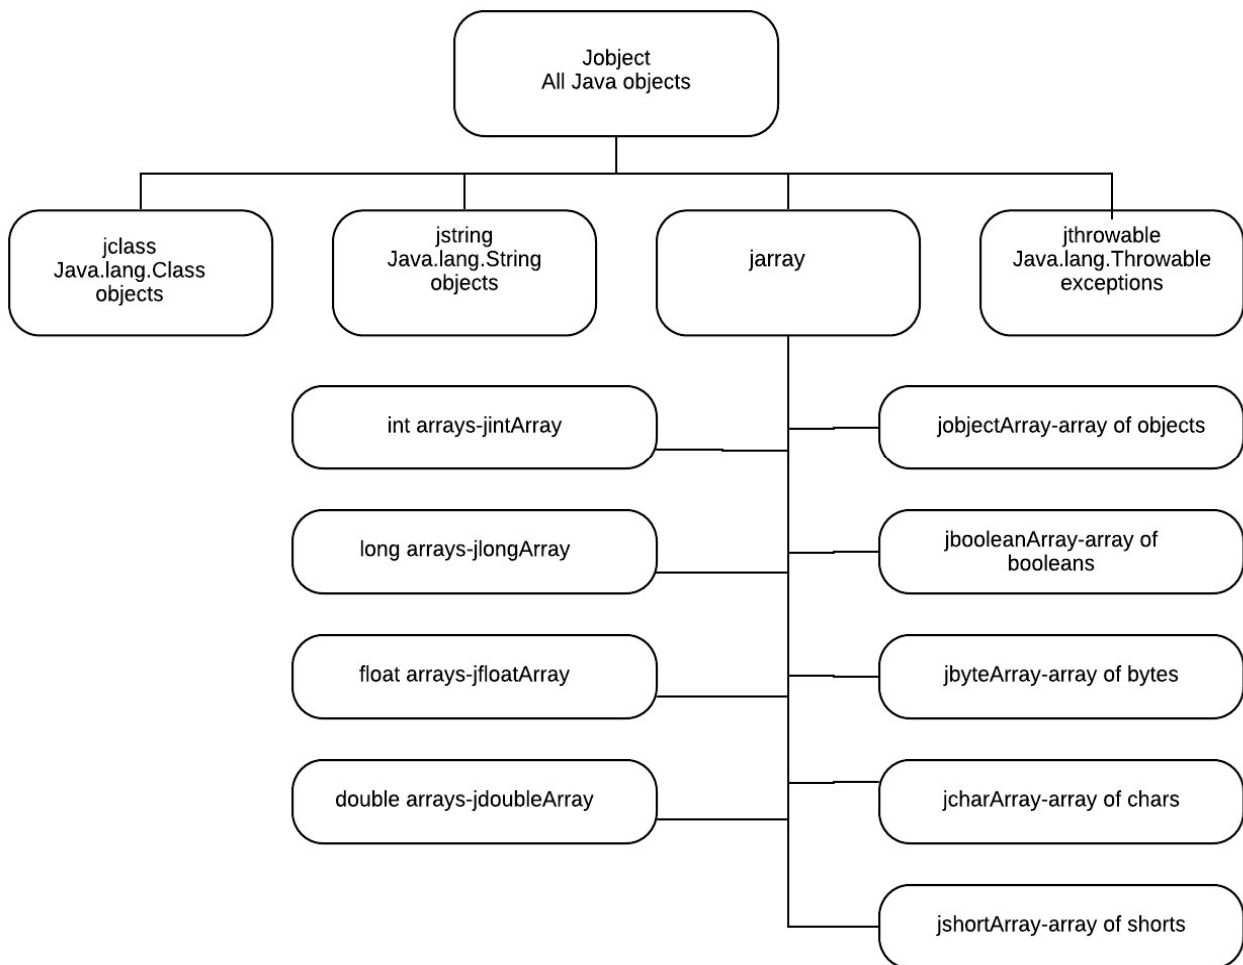 Jobject
All Java objects
jclass
Java.lang.Class
objects
jstring
Java.lang.String
objects
jarray
jthrowable
Java.lang.Throwable
exceptions
int arrays-jintArray
jobjectArray-array of objects
long arrays-jlongArray
jbooleanArray-array of
booleans
float arrays-jfloatArray
jbyteArray-array of bytes
double arrays-jdoubleArray
jcharArray-array of chars
jshortArray-array of shorts